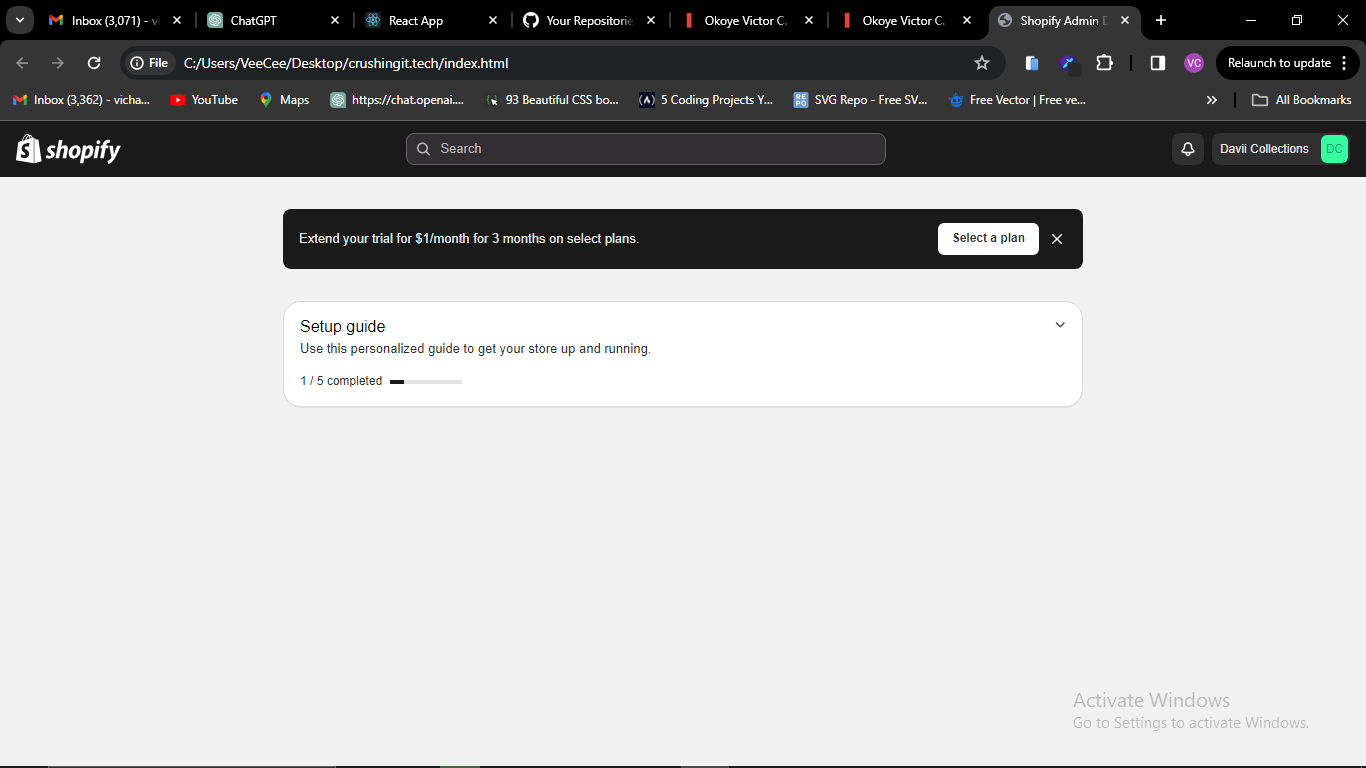 Inbox (3,071) - vi
ChatGPT
React App
Your Repositorie
Okoye Victor C.
Okoye Victor C.
Shopify Admin D
File
C:/Users/VeeCee/Desktop/crushingit.tech/index.html
VC
Relaunch to update
Inbox (3,362) - vicha...
YouTube
Maps
https://chat.openai....
93 Beautiful CSS bo...
5 Coding Projects Y...
RE
PO
SVG Repo - Free SV...
Free Vector | Free ve...
All Bookmarks
shopify
Search
Davii Collections
DC
Extend your trial for $1/month for 3 months on select plans.
Select a plan
Setup guide
Use this personalized guide to get your store up and running.
1 / 5 completed
Activate Windows
Go to Settings to activate Windows.